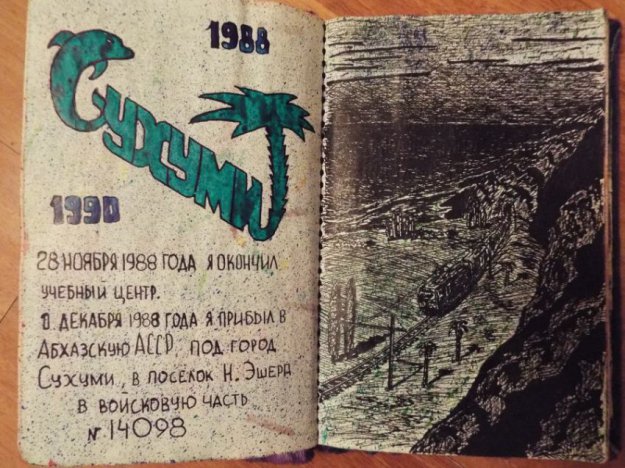 1988
Сухуми
1990
28 НОЯБРЯ 1988 ГОДА Я ОКОНЧИЛ
УЧЕБНЫЙ ЦЕНТР.
ДЕКАБРЯ 1988 ГОДА Я ПРИБЫЛ В
АБХАЗСКУЮ АССР, ПОД ГОРОД
СУХУМИ, В ПОСЁЛОК Н. ЭШЕРА
В ВОЙСКОВУЮ ЧАСТЬ
№ 14098